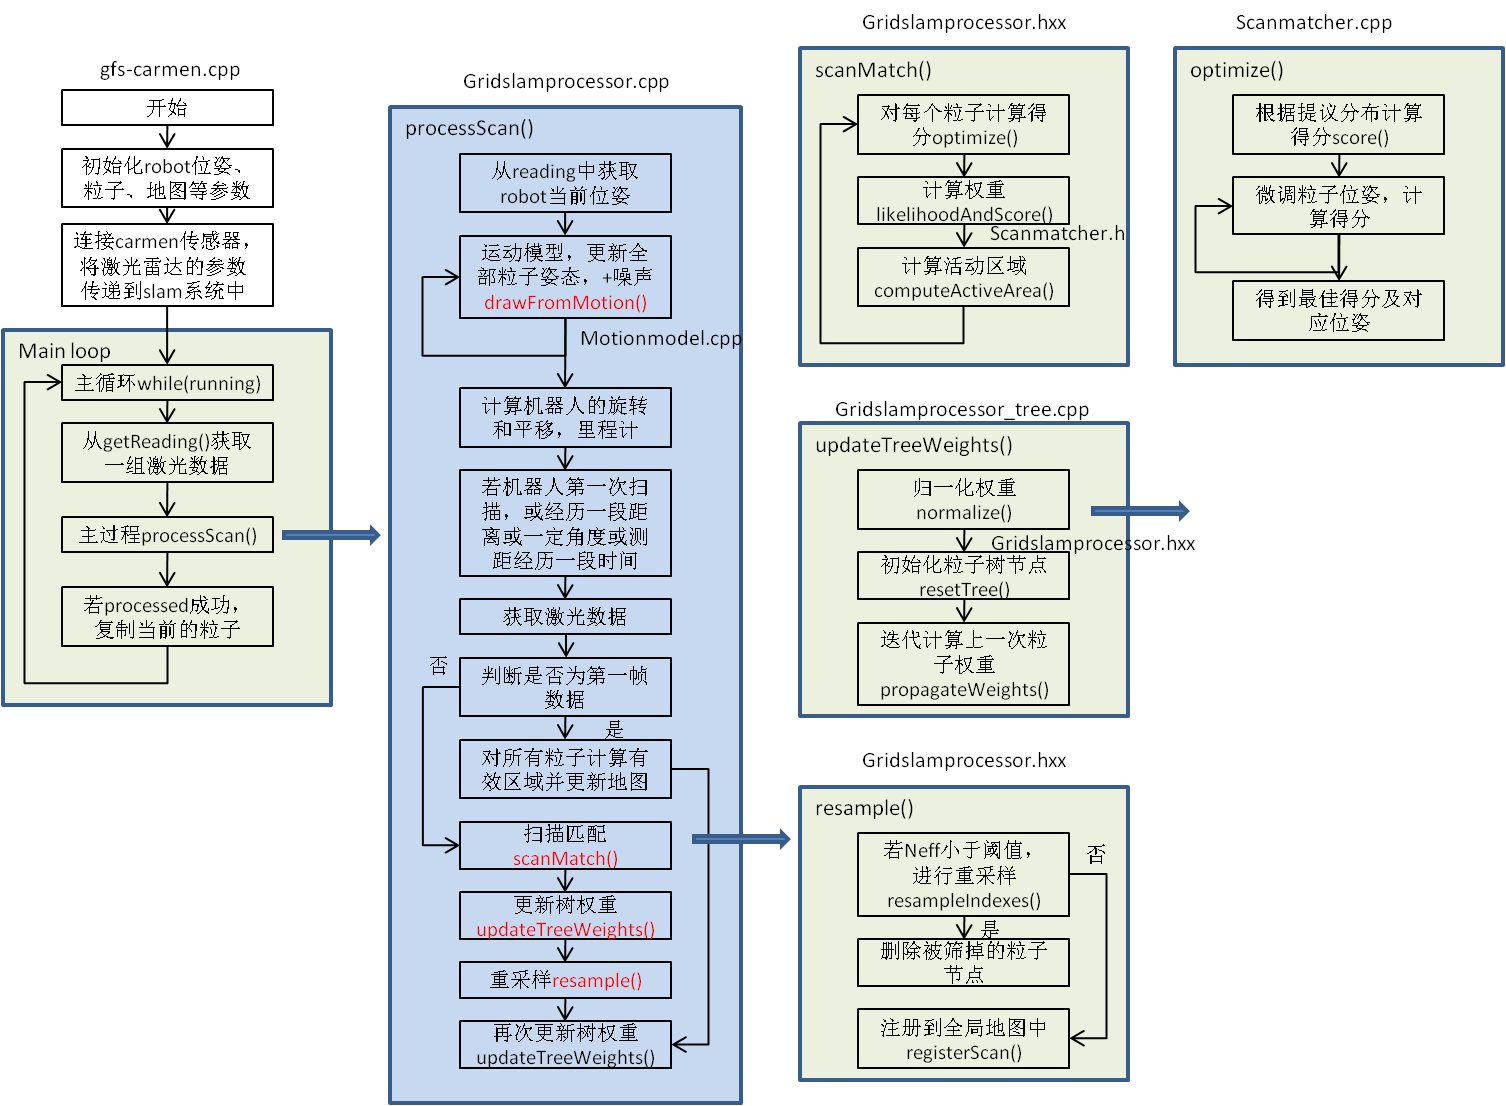 gfs-carmen.cpp
开始
初始化robot位姿、
粒子、地图等参数
连接carmen传感器，
将激光雷达的参数
传递到slam系统中
Main loop
主循环while(running)
从getReading()获取
一组激光数据
主过程processScan()
若processed成功，
复制当前的粒子
Gridslamprocessor.cpp
processScan()
从reading中获取
robot当前位姿
运动模型，更新全
部粒子姿态，+噪声
drawFromMotion()
Motionmodel.cpp
计算机器人的旋转
和平移，里程计
若机器人第一次扫
描，或经历一段距
离或一定角度或测
距经历一段时间
获取激光数据
否
判断是否为第一帧
数据
是
对所有粒子计算有
效区域并更新地图
扫描匹配
scanMatch()
更新树权重
updateTreeWeights()
重采样resample()
再次更新树权重
updateTreeWeights()
Gridslamprocessor.hxx
scanMatch()
对每个粒子计算得
分optimize()
计算权重
likelihoodAndScore()
Scanmatcher.h
计算活动区域
computeActiveArea()
Scanmatcher.cpp
optimize()
根据提议分布计算
得分score()
微调粒子位姿，计
算得分
得到最佳得分及对
应位姿
Gridslamprocessor_tree.cpp
updateTreeWeights()
归一化权重
normalize()
Gridslamprocessor.hxx
初始化粒子树节点
resetTree()
迭代计算上一次粒
子权重
propagateWeights()
Gridslamprocessor.hxx
resample()
若Neff小于阈值，
进行重采样
resampleIndexes()
否
是
删除被筛掉的粒子
节点
注册到全局地图中
registerScan()